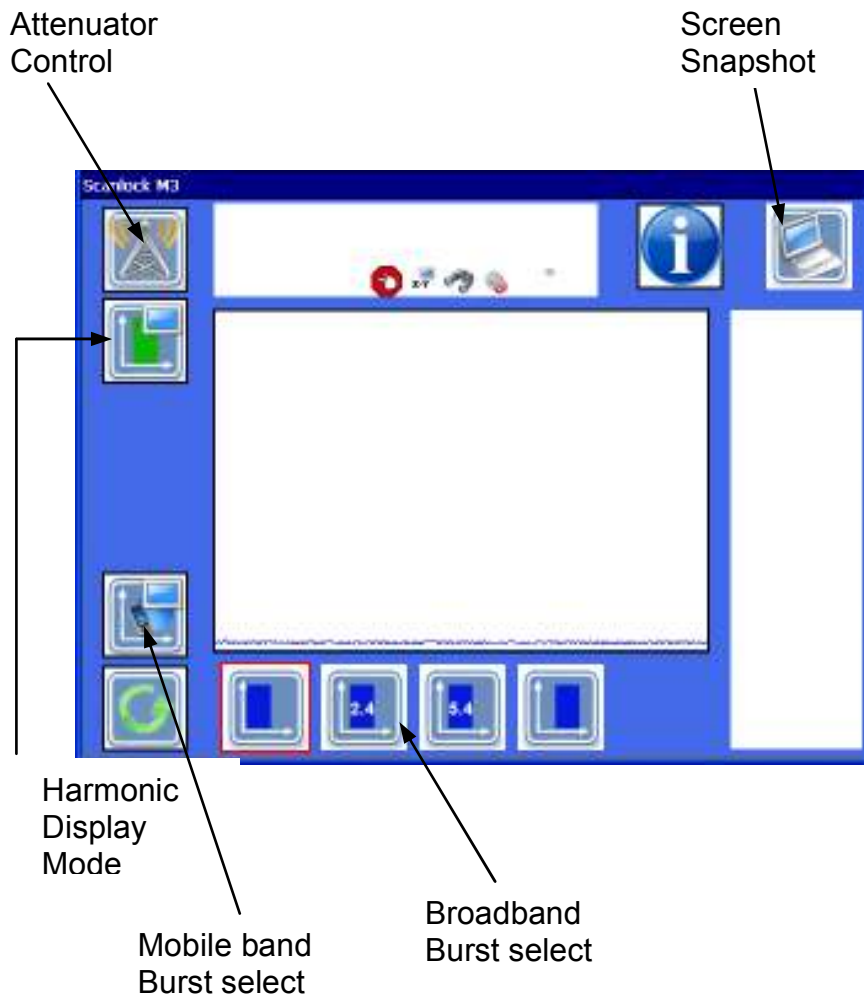 Attenuator
Control
Screen
Snapshot
Scanlock M3
X-Y
2.4
5.4
Harmonic
Display
Mode
Mobile band
Burst select
Broadband
Burst select